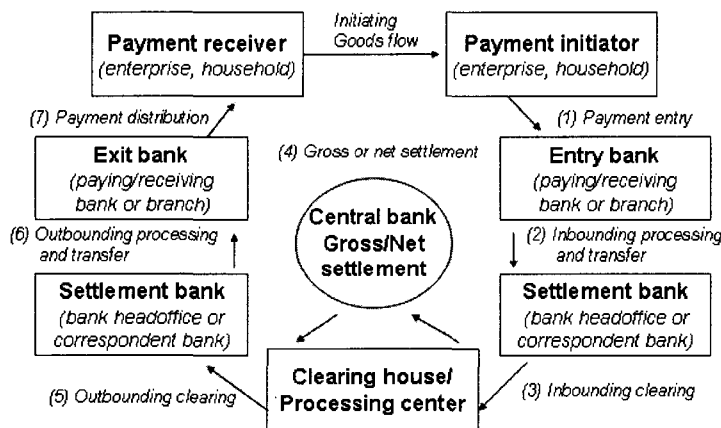 Payment receiver
(enterprise, household)
Initiating
Goods flow
Payment initiator
(enterprise, household)
(7) Payment distribution
(1) Payment entry
Exit bank
(paying/receiving
bank or branch)
(4) Gross or net settlement
Entry bank
(paying/receiving
bank or branch)
Central bank
Gross/Net
settlement
(6) Outbounding processing
and transfer
(2) Inbounding processing
and transfer
Settlement bank
(bank headoffice or
correspondent bank)
Settlement bank
(bank headoffice or
correspondent bank)
(5) Outbounding clearing
Clearing house/
Processing center
(3) Inbounding clearing